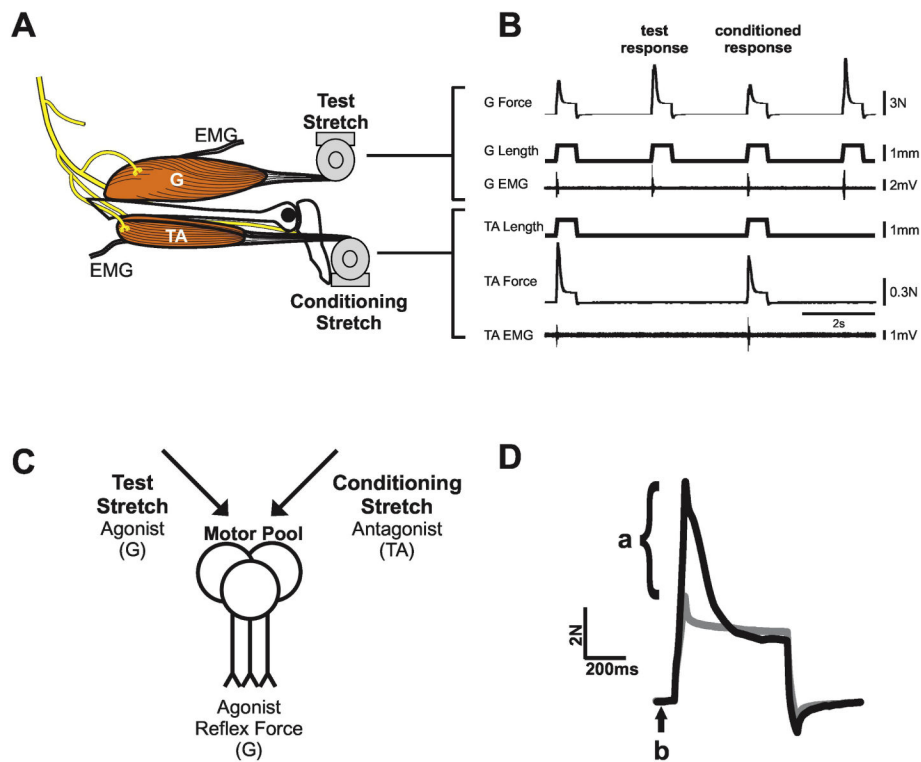 A
B
test
response
conditioned
response
Test
Stretch
EMG
G
TA
EMG
Conditioning
Stretch
G Force
3N
G Length
1mm
G EMG
2mV
TA Length
1mm
TA Force
0.3N
2s
TA EMG
1mV
C
D
Test
Stretch
Agonist
(G)
Conditioning
Stretch
Antagonist
(TA)
Motor Pool
Agonist
Reflex Force
(G)
a
2N
200ms
b